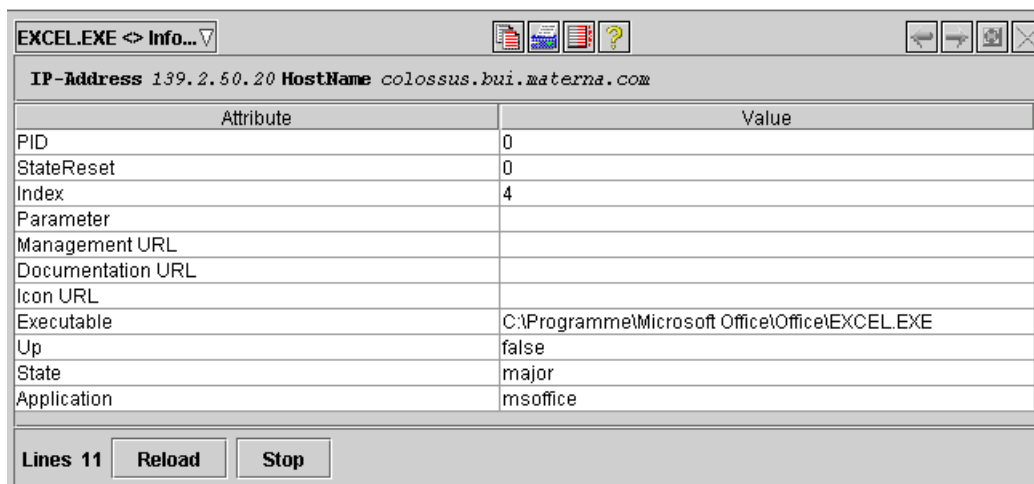 EXCEL.EXE <> Info...
?
IP-Address 139.2.50.20 HostName colossus.bui.materna.com
Attribute Value
PID 0
StateReset 0
Index 4
Parameter
Management URL
Documentation URL
Icon URL
Executable C:\Programme\Microsoft Office\Office\EXCEL.EXE
Up false
State major
Application msoffice
Lines 11 Reload Stop